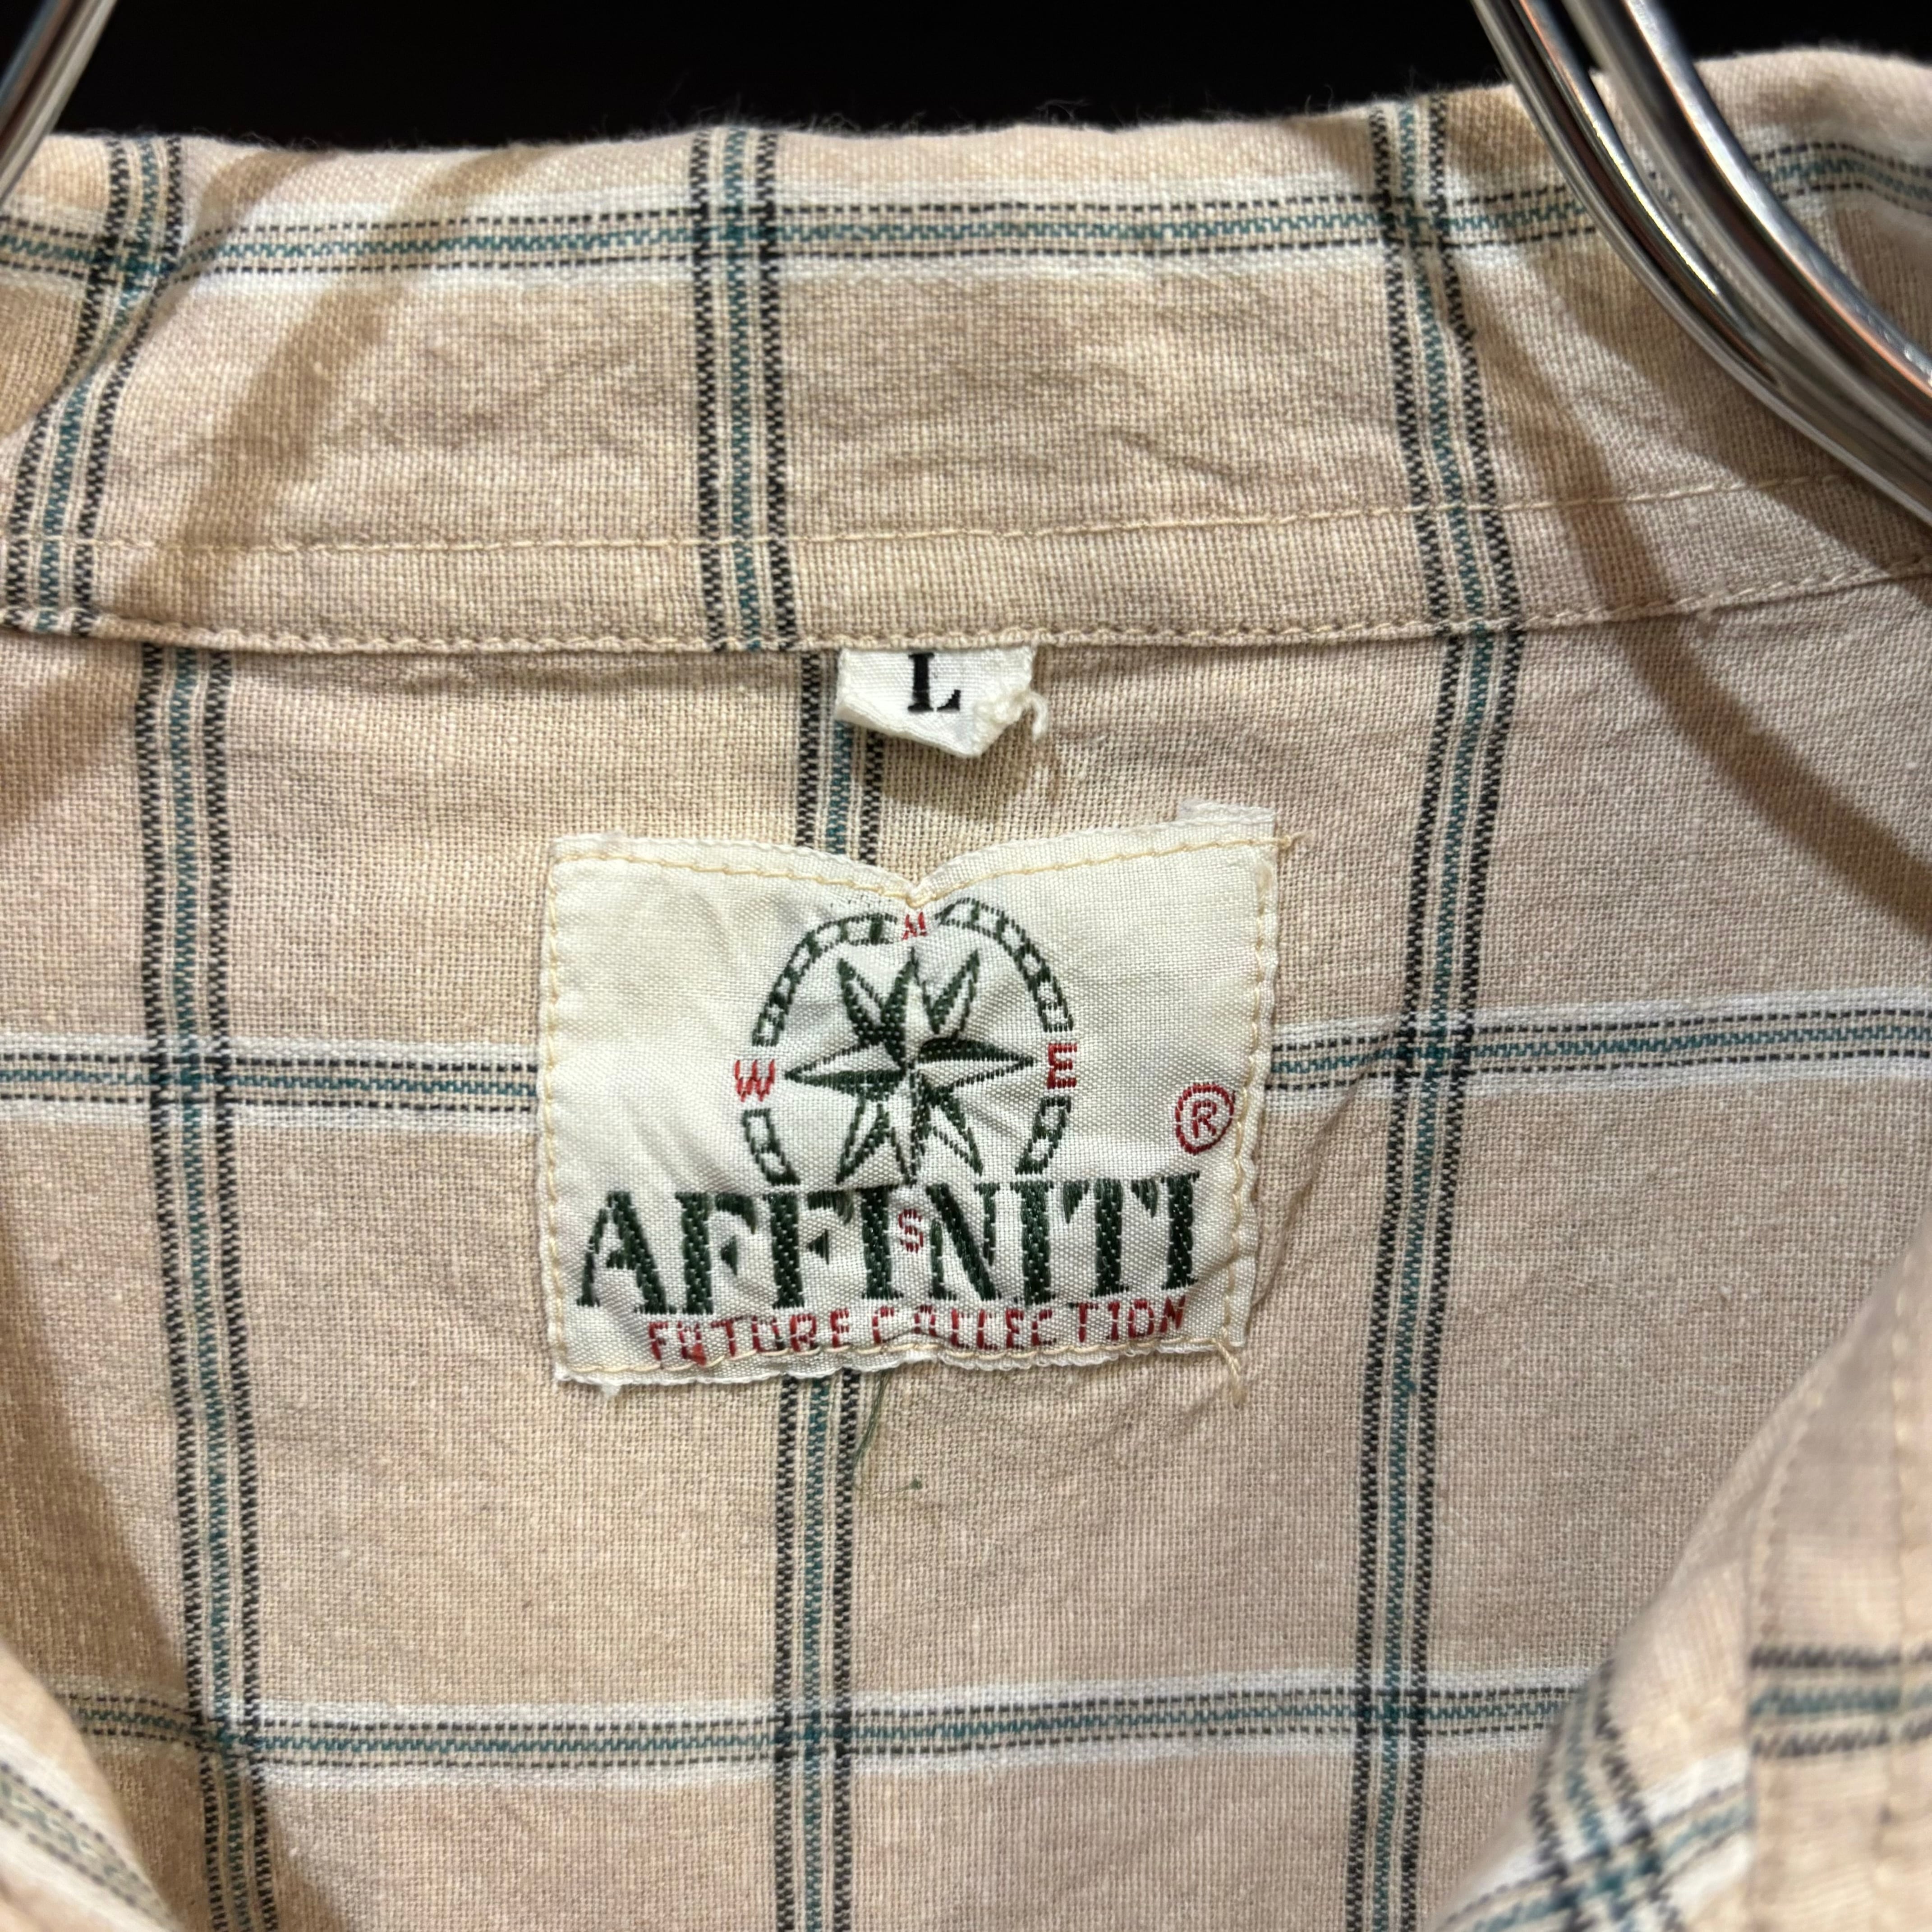 L
N
W E
®
AFFINITI
S
FUTURE COLLECTION